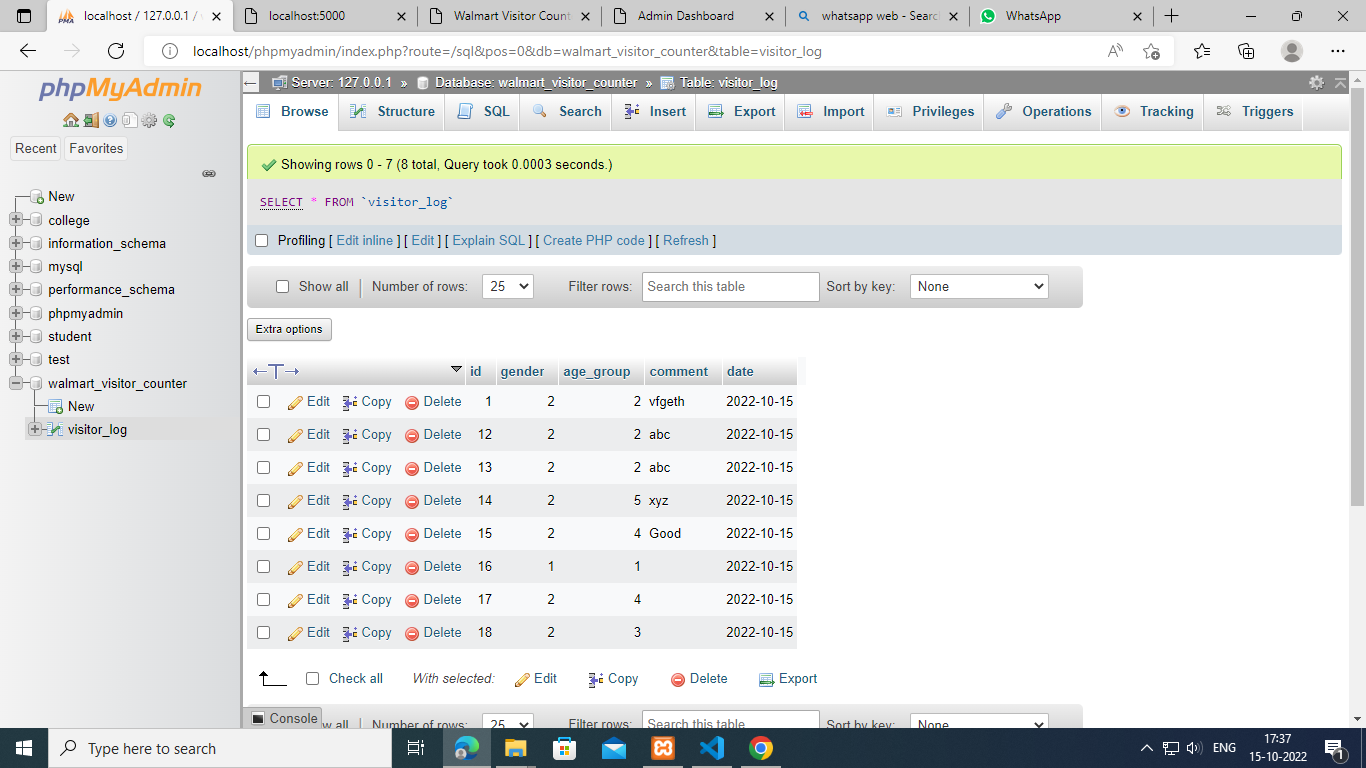 localhost / 127.0.0.1 / v
localhost:5000
Walmart Visitor Count
Admin Dashboard
whatsapp web - Search
WhatsApp
localhost/phpmyadmin/index.php?route=/sql&pos=0&db=walmart_visitor_counter&table=visitor_log
phpMyAdmin
Recent Favorites
New
college
information_schema
mysql
performance_schema
phpmyadmin
student
test
walmart_visitor_counter
New
visitor_log
Server: 127.0.0.1 » Database: walmart_visitor_counter » Table: visitor_log
Browse Structure SQL Search Insert Export Import Privileges Operations Tracking Triggers
Showing rows 0 - 7 (8 total, Query took 0.0003 seconds.)
SELECT * FROM `visitor_log`
Profiling [ Edit inline ] [ Edit ] [ Explain SQL ] [ Create PHP code ] [ Refresh ]
Show all Number of rows: 25 Filter rows: Search this table Sort by key: None
Extra options
id gender age_group comment date
Edit Copy Delete 1 2 2 vfgeth 2022-10-15
Edit Copy Delete 12 2 2 abc 2022-10-15
Edit Copy Delete 13 2 2 abc 2022-10-15
Edit Copy Delete 14 2 5 xyz 2022-10-15
Edit Copy Delete 15 2 4 Good 2022-10-15
Edit Copy Delete 16 1 1 2022-10-15
Edit Copy Delete 17 2 4 2022-10-15
Edit Copy Delete 18 2 3 2022-10-15
Check all With selected: Edit Copy Delete Export
Console
ow all Number of rows: 25 Filter rows: Search this table Sort by key: None
Type here to search
ENG
17:37
15-10-2022
1